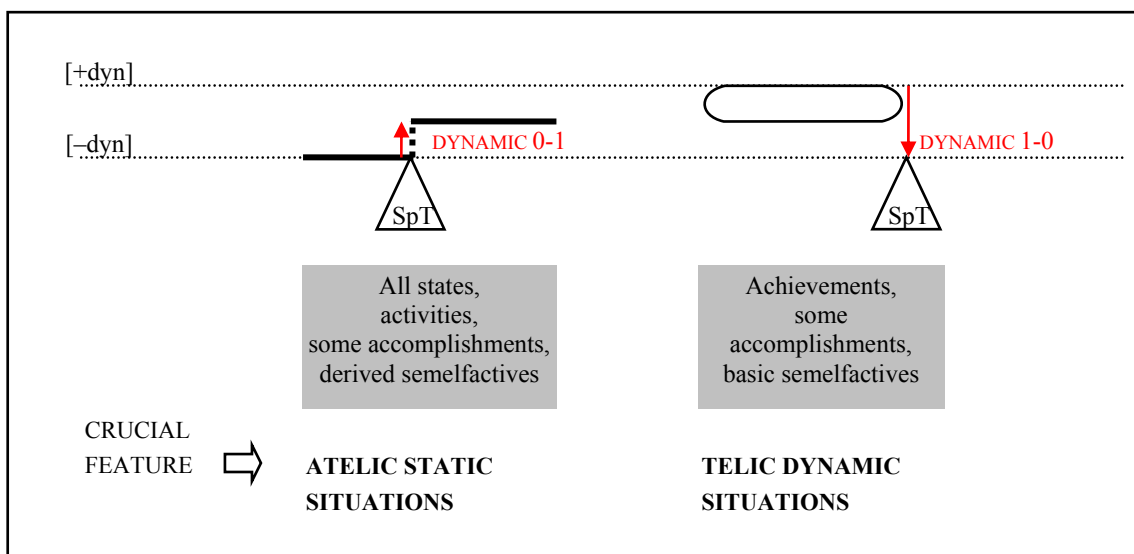 [+dyn]
[–dyn]
DYNAMIC 0-1
DYNAMIC 1-0
SpT
SpT
All states,
activities,
some accomplishments,
derived semelfactives
Achievements,
some
accomplishments,
basic semelfactives
CRUCIAL
FEATURE
ATELIC STATIC
SITUATIONS
TELIC DYNAMIC
SITUATIONS